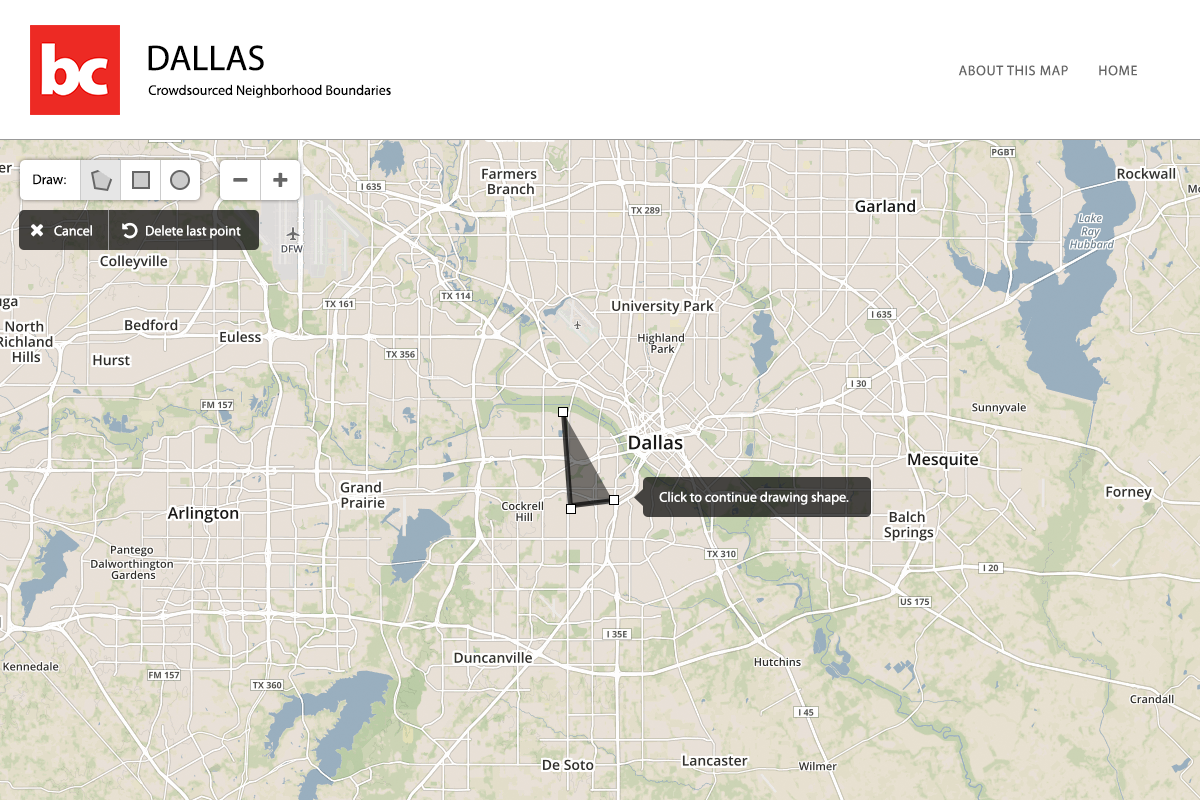 bc
DALLAS
Crowdsourced Neighborhood Boundaries
ABOUT THIS MAP
HOME
Draw:
Cancel
Delete last point
DFW
I 635
Farmers
Branch
TX 289
Garland
PGBT
Rockwall
Lake
Ray
Hubbard
Colleyville
TX 161
TX 114
University Park
I 635
North
Richland
Hills
Bedford
Euless
Hurst
TX 356
Highland
Park
I 30
FM 157
Sunnyvale
Dallas
Mesquite
Click to continue drawing shape.
Grand
Prairie
Arlington
Cockrell
Hill
Forney
Balch
Springs
Pantego
Dalworthington
Gardens
TX 310
I 20
US 175
I 35E
Kennedale
Duncanville
Hutchins
FM 157
TX 360
Crandall
I 45
De Soto
Lancaster
Wilmer